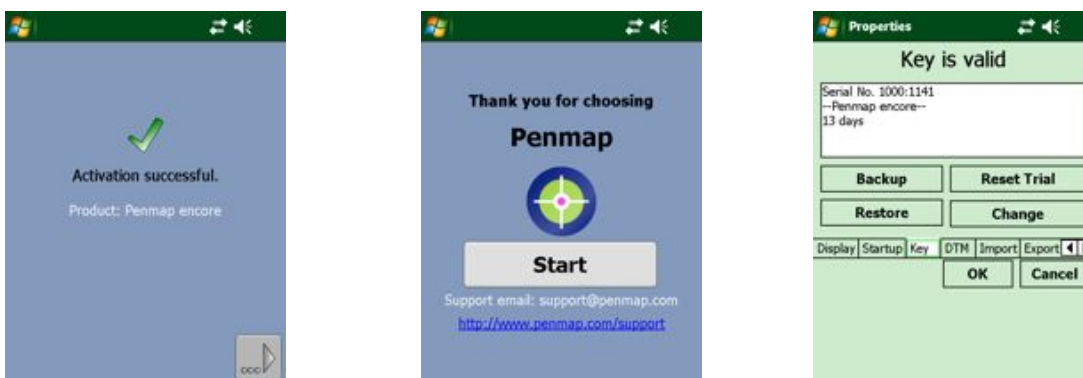 Activation successful.
Product: Penmap encore
ooo
Thank you for choosing
Penmap
Start
Support email: support@penmap.com
http://www.penmap.com/support
Properties
Key is valid
Serial No. 1000:1141
--Penmap encore--
13 days
Backup
Reset Trial
Restore
Change
Display Startup Key DTM Import Export
OK
Cancel